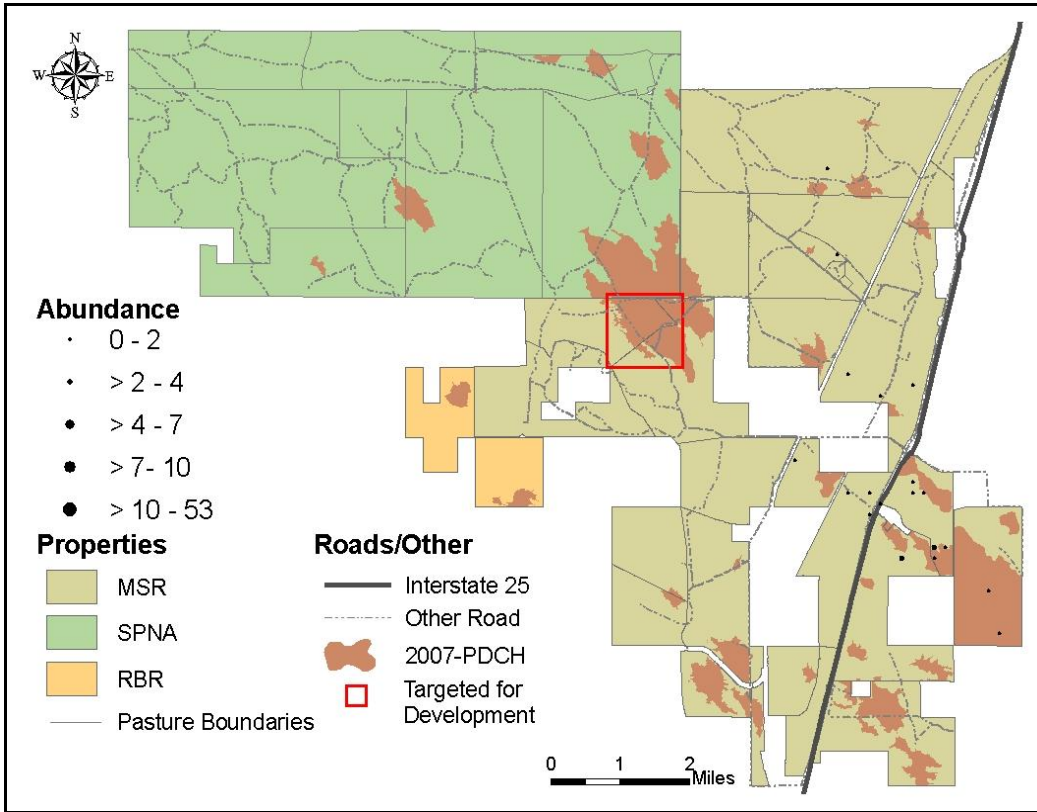 N
W E
S
Abundance
0 - 2
> 2 - 4
> 4 - 7
> 7- 10
> 10 - 53
Properties
MSR
SPNA
RBR
Pasture Boundaries
Roads/Other
Interstate 25
Other Road
2007-PDCH
Targeted for
Development
0 1 2
Miles